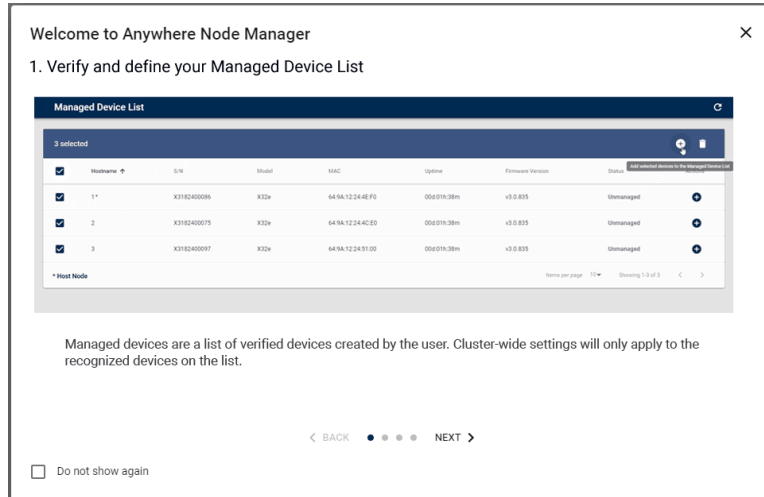 Welcome to Anywhere Node Manager
1. Verify and define your Managed Device List
Managed Device List
3 selected
Add selected devices to the Managed Device List
Hostname S/N Model MAC Uptime Firmware Version Status Actions
1* X3182400086 X32e 64:9A:12:24:4E:F0 00d:01h:38m v3.0.835 Unmanaged
2 X3182400075 X32e 64:9A:12:24:4C:E0 00d:01h:38m v3.0.835 Unmanaged
3 X3182400097 X32e 64:9A:12:24:51:00 00d:01h:38m v3.0.835 Unmanaged
* Host Node Items per page 10 Showing 1-3 of 3
Managed devices are a list of verified devices created by the user. Cluster-wide settings will only apply to the
recognized devices on the list.
BACK NEXT
Do not show again